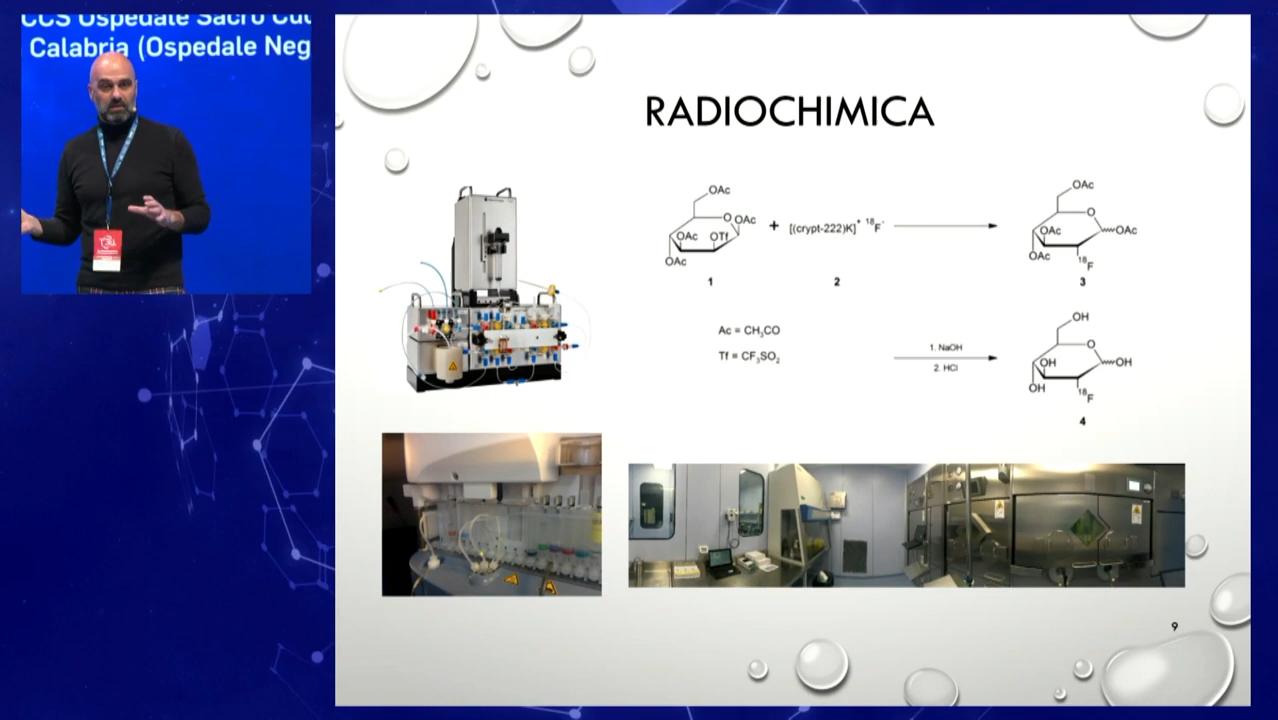 CCS Ospedale Sacro Cuo
Calabria (Ospedale Neg
RADIOCHIMICA
OAc
O
OAc
OAc
OTf
OAc
1
+
[(crypt-222)K]+ 18F-
2
OAc
O
OAc
OAc
OAc
18F
3
Ac = CH3CO
Tf = CF3SO2
1. NaOH
2. HCl
OH
O
OH
OH
OH
18F
4
9